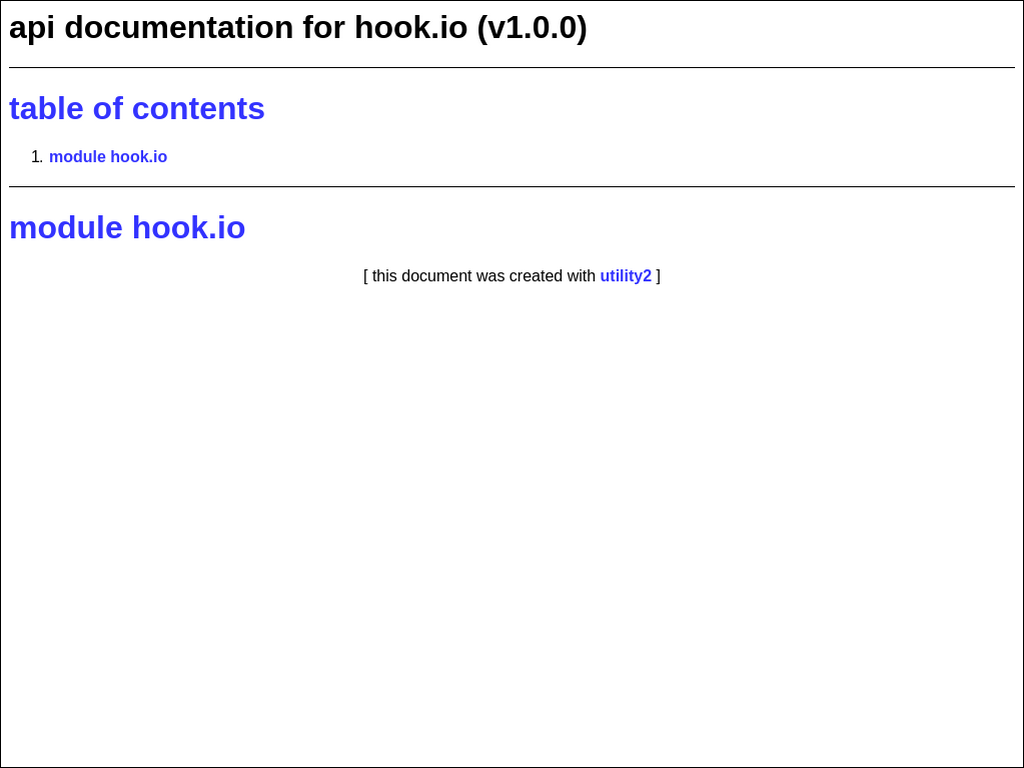 api documentation for hook.io (v1.0.0)
table of contents
1. module hook.io
module hook.io
[ this document was created with utility2 ]